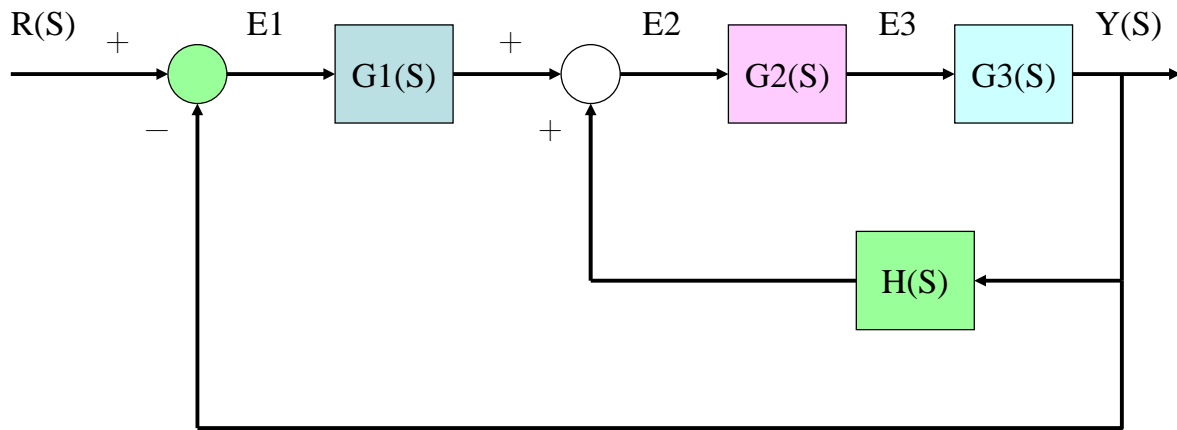 R(S)
+
E1
G1(S)
+
E2
G2(S)
E3
G3(S)
Y(S)
−
+
H(S)